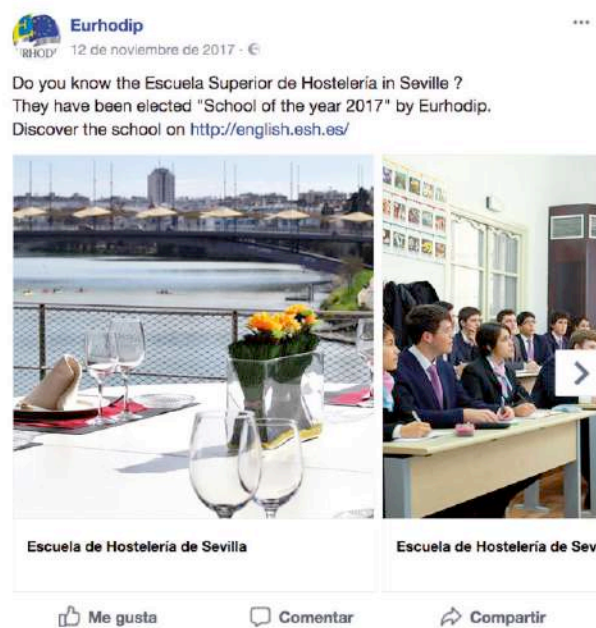 Eurhodip
RHODI
12 de noviembre de 2017 ·
Do you know the Escuela Superior de Hostelería in Seville ?
They have been elected "School of the year 2017" by Eurhodip.
Discover the school on http://english.esh.es/
Escuela de Hostelería de Sevilla
Escuela de Hostelería de Sev
Me gusta
Comentar
Compartir